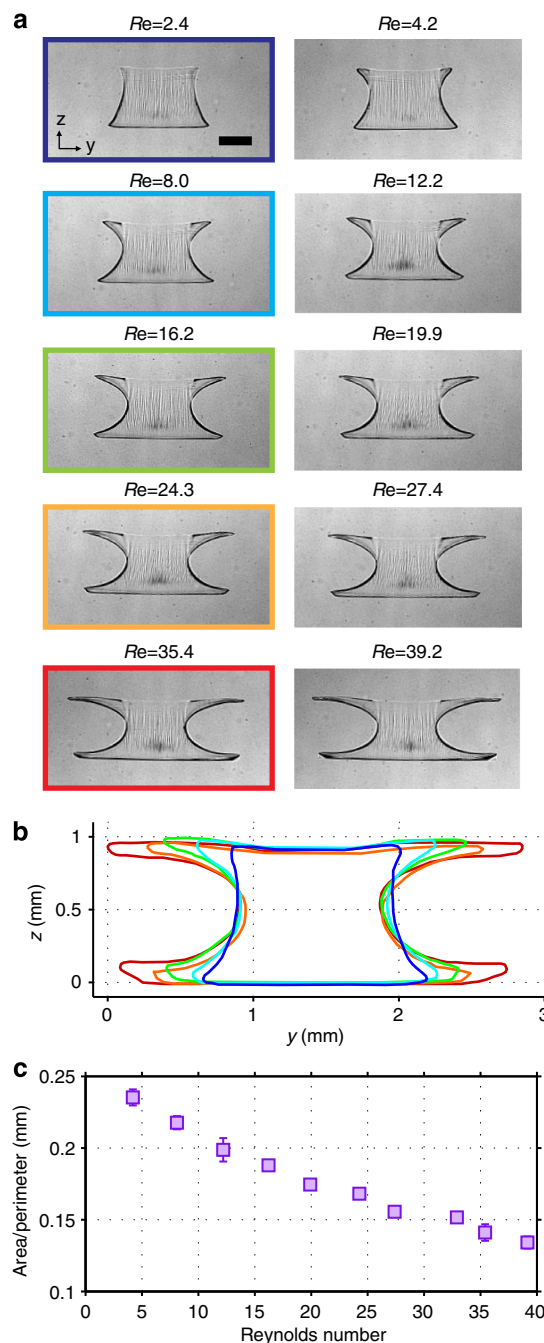 a
Re=2.4 Re=4.2
z
y
Re=8.0 Re=12.2
Re=16.2 Re=19.9
Re=24.3 Re=27.4
Re=35.4 Re=39.2
b
1
0.5
0
z (mm)
0 1 2 3
y (mm)
c
0.25
0.2
0.15
0.1
Area/perimeter (mm)
0 5 10 15 20 25 30 35 40
Reynolds number